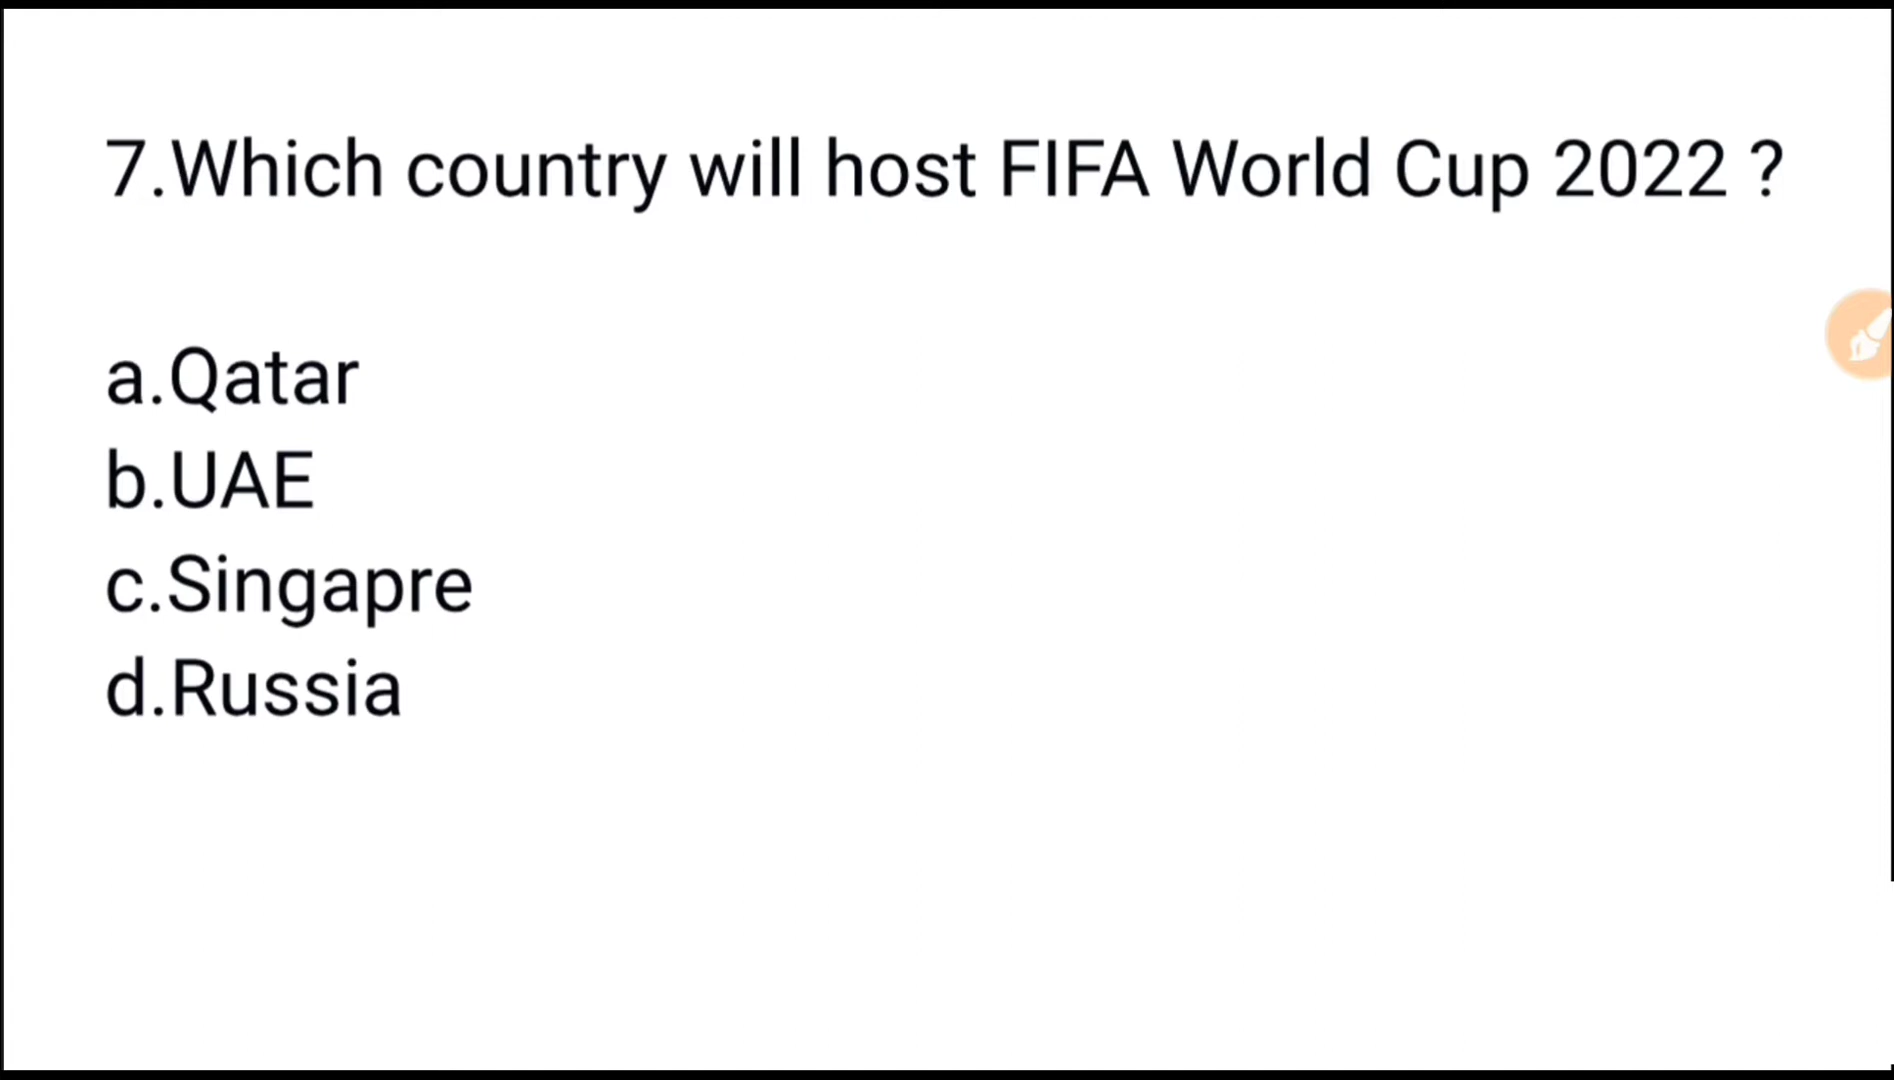 7.Which country will host FIFA World Cup 2022 ?
a.Qatar
b.UAE
c.Singapre
d.Russia